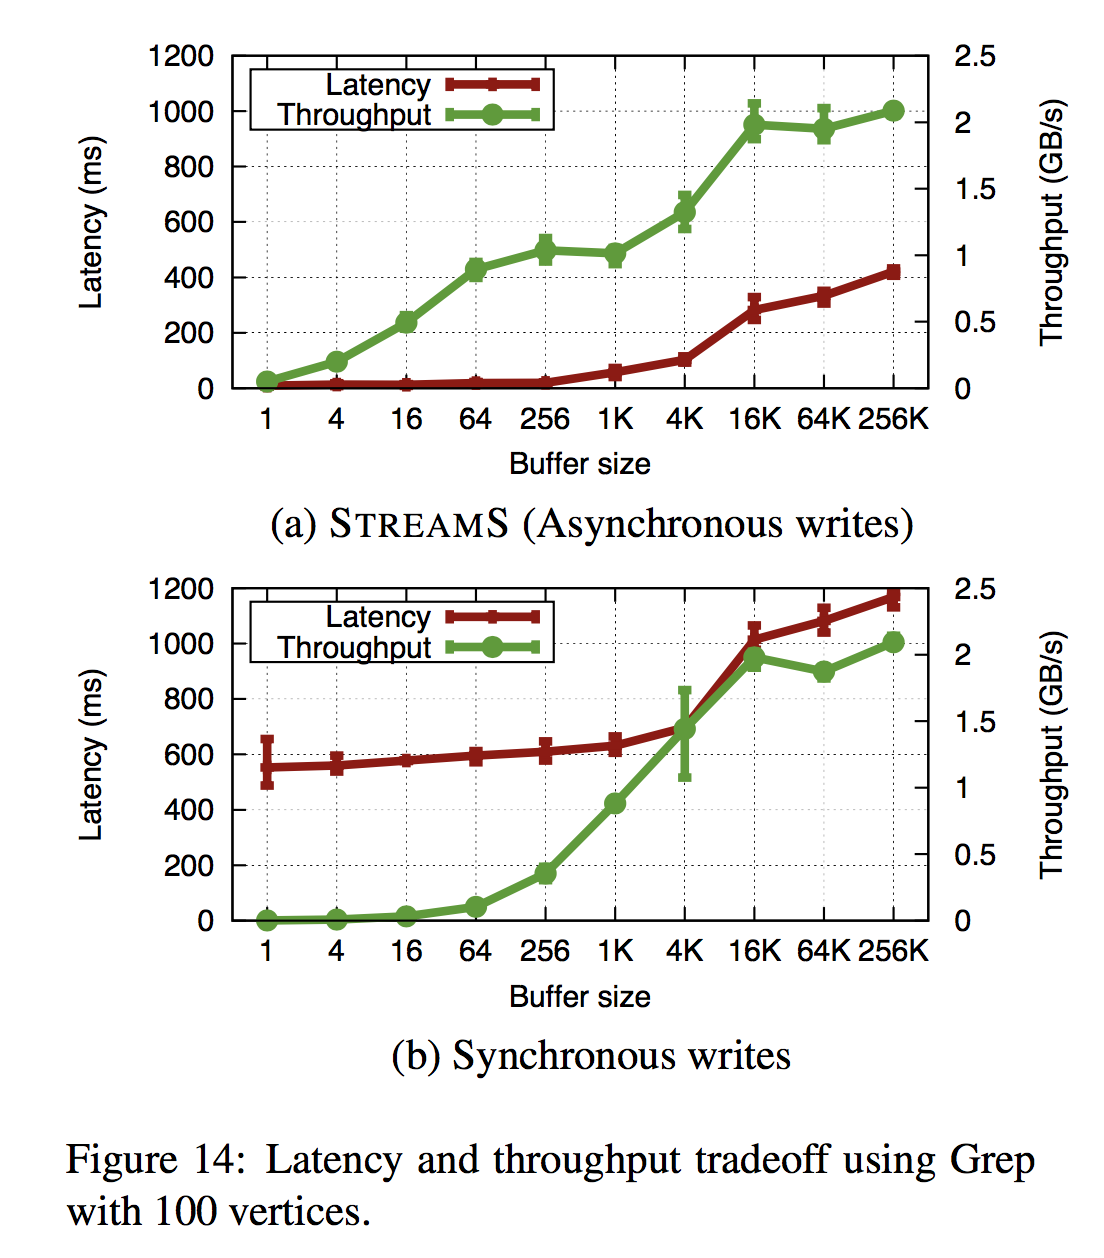 1200
1000
800
600
400
200
0
Latency (ms)
Latency
Throughput
2.5
2
1.5
1
0.5
0
Throughput (GB/s)
1 4 16 64 256 1K 4K 16K 64K 256K
Buffer size
(a) STREAMS (Asynchronous writes)
1200
1000
800
600
400
200
0
Latency (ms)
Latency
Throughput
2.5
2
1.5
1
0.5
0
Throughput (GB/s)
1 4 16 64 256 1K 4K 16K 64K 256K
Buffer size
(b) Synchronous writes
Figure 14: Latency and throughput tradeoff using Grep
with 100 vertices.